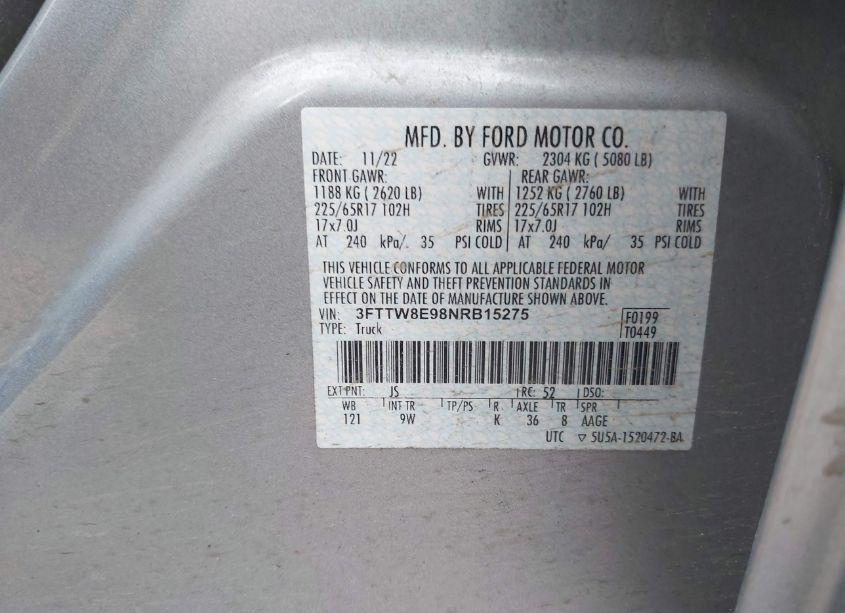 MFD. BY FORD MOTOR CO.
DATE: 11/22 GVWR: 2304 KG ( 5080 LB)
FRONT GAWR: REAR GAWR:
1188 KG ( 2620 LB) WITH 1252 KG ( 2760 LB) WITH
225/65R17 102H TIRES 225/65R17 102H TIRES
17x7.0J RIMS 17x7.0J RIMS
AT 240 kPa/ 35 PSI COLD AT 240 kPa/ 35 PSI COLD
THIS VEHICLE CONFORMS TO ALL APPLICABLE FEDERAL MOTOR
VEHICLE SAFETY AND THEFT PREVENTION STANDARDS IN
EFFECT ON THE DATE OF MANUFACTURE SHOWN ABOVE.
VIN: 3FTTW8E98NRB15275 F0199
TYPE: Truck T0449
EXT PNT: JS RC: 52 DSO:
WB INT TR TP/PS R AXLE TR SPR
121 9W K 36 8 AAGE
UTC ▽ 5U5A-1520472-BA